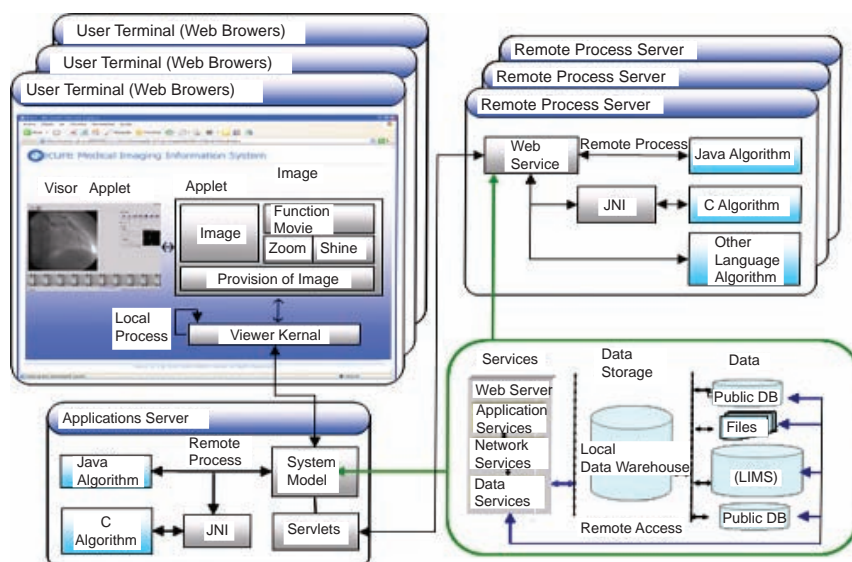 User Terminal (Web Browers)
User Terminal (Web Browers)
User Terminal (Web Browers)
Medical Imaging Information System
Visor Applet
Applet
Image
Image
Function
Movie
Zoom
Shine
Provision of Image
Local
Process
Viewer Kernal
Remote Process Server
Remote Process Server
Remote Process Server
Web
Service
Remote Process
Java Algorithm
JNI
C Algorithm
Other
Language
Algorithm
Applications Server
Java
Algorithm
Remote
Process
System
Model
C
Algorithm
JNI
Servlets
Services
Data
Storage
Data
Web Server
Application
Services
Network
Services
Data
Services
Local
Data Warehouse
Public DB
Files
(LIMS)
Public DB
Remote Access